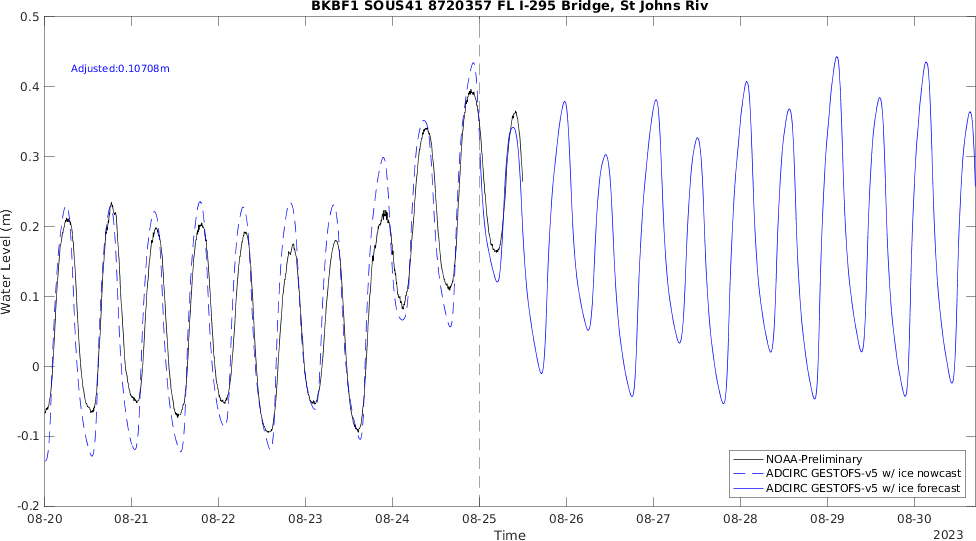 BKBF1 SOUS41 8720357 FL I-295 Bridge, St Johns Riv
0.5
Adjusted:0.10708m
0.4
0.3
0.2
0.1
0
-0.1
-0.2
Water Level (m)
NOAA-Preliminary
ADCIRC GESTOFS-v5 w/ ice nowcast
ADCIRC GESTOFS-v5 w/ ice forecast
08-20 08-21 08-22 08-23 08-24 08-25 08-26 08-27 08-28 08-29 08-30
Time
2023